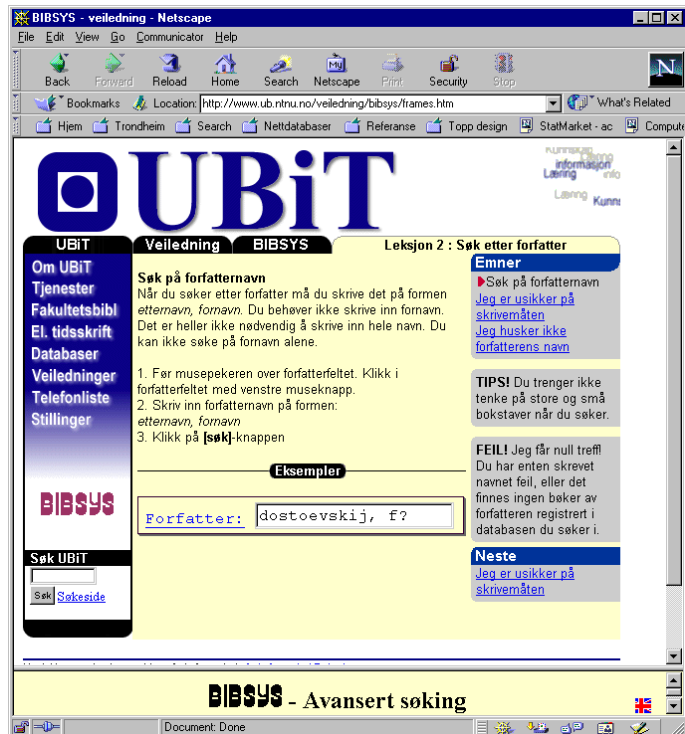 BIBSYS - veiledning - Netscape
File Edit View Go Communicator Help
Back Forward Reload Home Search Netscape Print Security Stop
Bookmarks Location: http://www.ub.ntnu.no/veiledning/bibsys/frames.htm What's Related
Hjem Trondheim Search Nettdatabaser Referanse Topp design StatMarket - ac Compute
UBiT
informasjon
Læring info
Læring Kunns
UBiT Veiledning BIBSYS Leksjon 2 : Søk etter forfatter
Om UBiT
Tjenester
Fakultetsbibl
El. tidsskrift
Databaser
Veiledninger
Telefonliste
Stillinger
BIBSYS
Søk UBiT
Søk Søkeside
Søk på forfatternavn
Når du søker etter forfatter må du skrive det på formen
etternavn, fornavn. Du behøver ikke skrive inn fornavn.
Det er heller ikke nødvendig å skrive inn hele navn. Du
kan ikke søke på fornavn alene.
1. Før musepekeren over forfatterfeltet. Klikk i
forfatterfeltet med venstre museknapp.
2. Skriv inn forfatternavn på formen:
etternavn, fornavn
3. Klikk på [søk]-knappen
Eksempler
Forfatter: dostoevskij, f?
Emner
Søk på forfatternavn
Jeg er usikker på
skrivemåten
Jeg husker ikke
forfatterens navn
TIPS! Du trenger ikke
tenke på store og små
bokstaver når du søker.
FEIL! Jeg får null treff!
Du har enten skrevet
navnet feil, eller det
finnes ingen bøker av
forfatteren registrert i
databasen du søker i.
Neste
Jeg er usikker på
skrivemåten
BIBSYS - Avansert søking
Document: Done